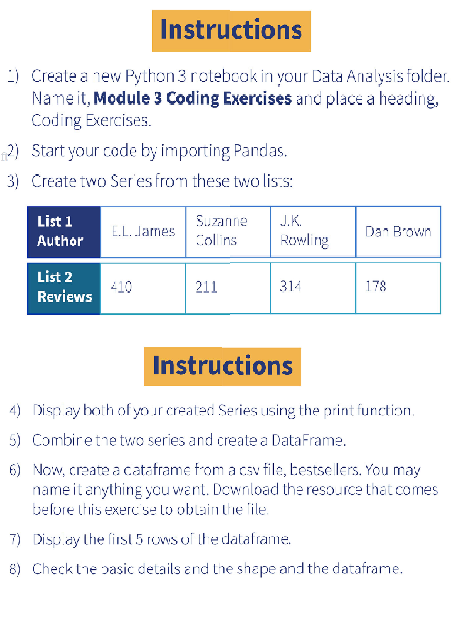 Instructions
1) Create a new Python 3 notebook in your Data Analysis folder.
Name it, Module 3 Coding Exercises and place a heading,
Coding Exercises.
2) Start your code by importing Pandas.
3) Create two Series from these two lists:
List 1 Author E.L. James Suzanne Collins J.K. Rowling Dan Brown
List 2 Reviews 410 211 314 178
Instructions
4) Display both of your created Series using the print function.
5) Combine the two series and create a DataFrame.
6) Now, create a dataframe from a csv file, bestsellers. You may
name it anything you want. Download the resource that comes
before this exercise to obtain the file.
7) Display the first 5 rows of the dataframe.
8) Check the basic details and the shape and the dataframe.